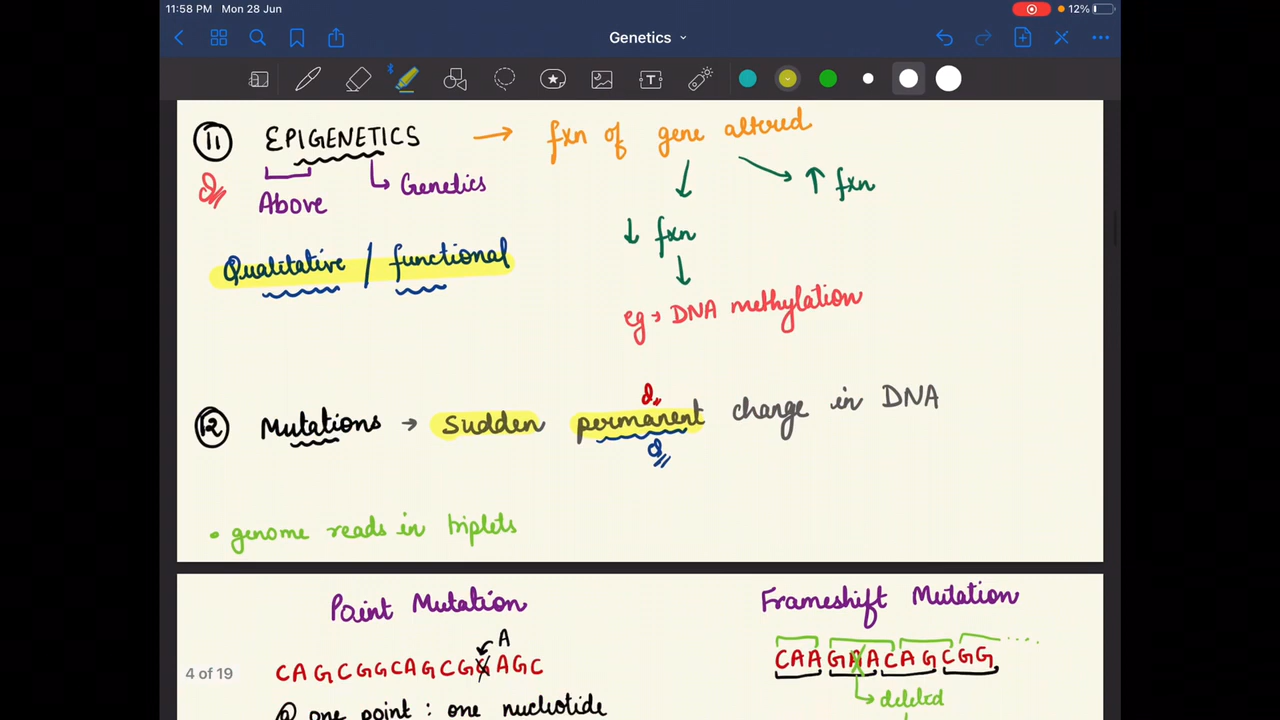 11:58 PM Mon 28 Jun
12%
Genetics
11 EPIGENETICS → fxn of gene altered
Above
Genetics
↑ fxn
↓ fxn
Qualitative / functional
eg → DNA methylation
12 Mutations → Sudden permanent change in DNA
• genome reads in triplets
Point Mutation
Frameshift Mutation
A
CAGCGGCAGCGGAGC
CAAGAACAGCGG
4 of 19
deleted
@ one point : one nucleotide